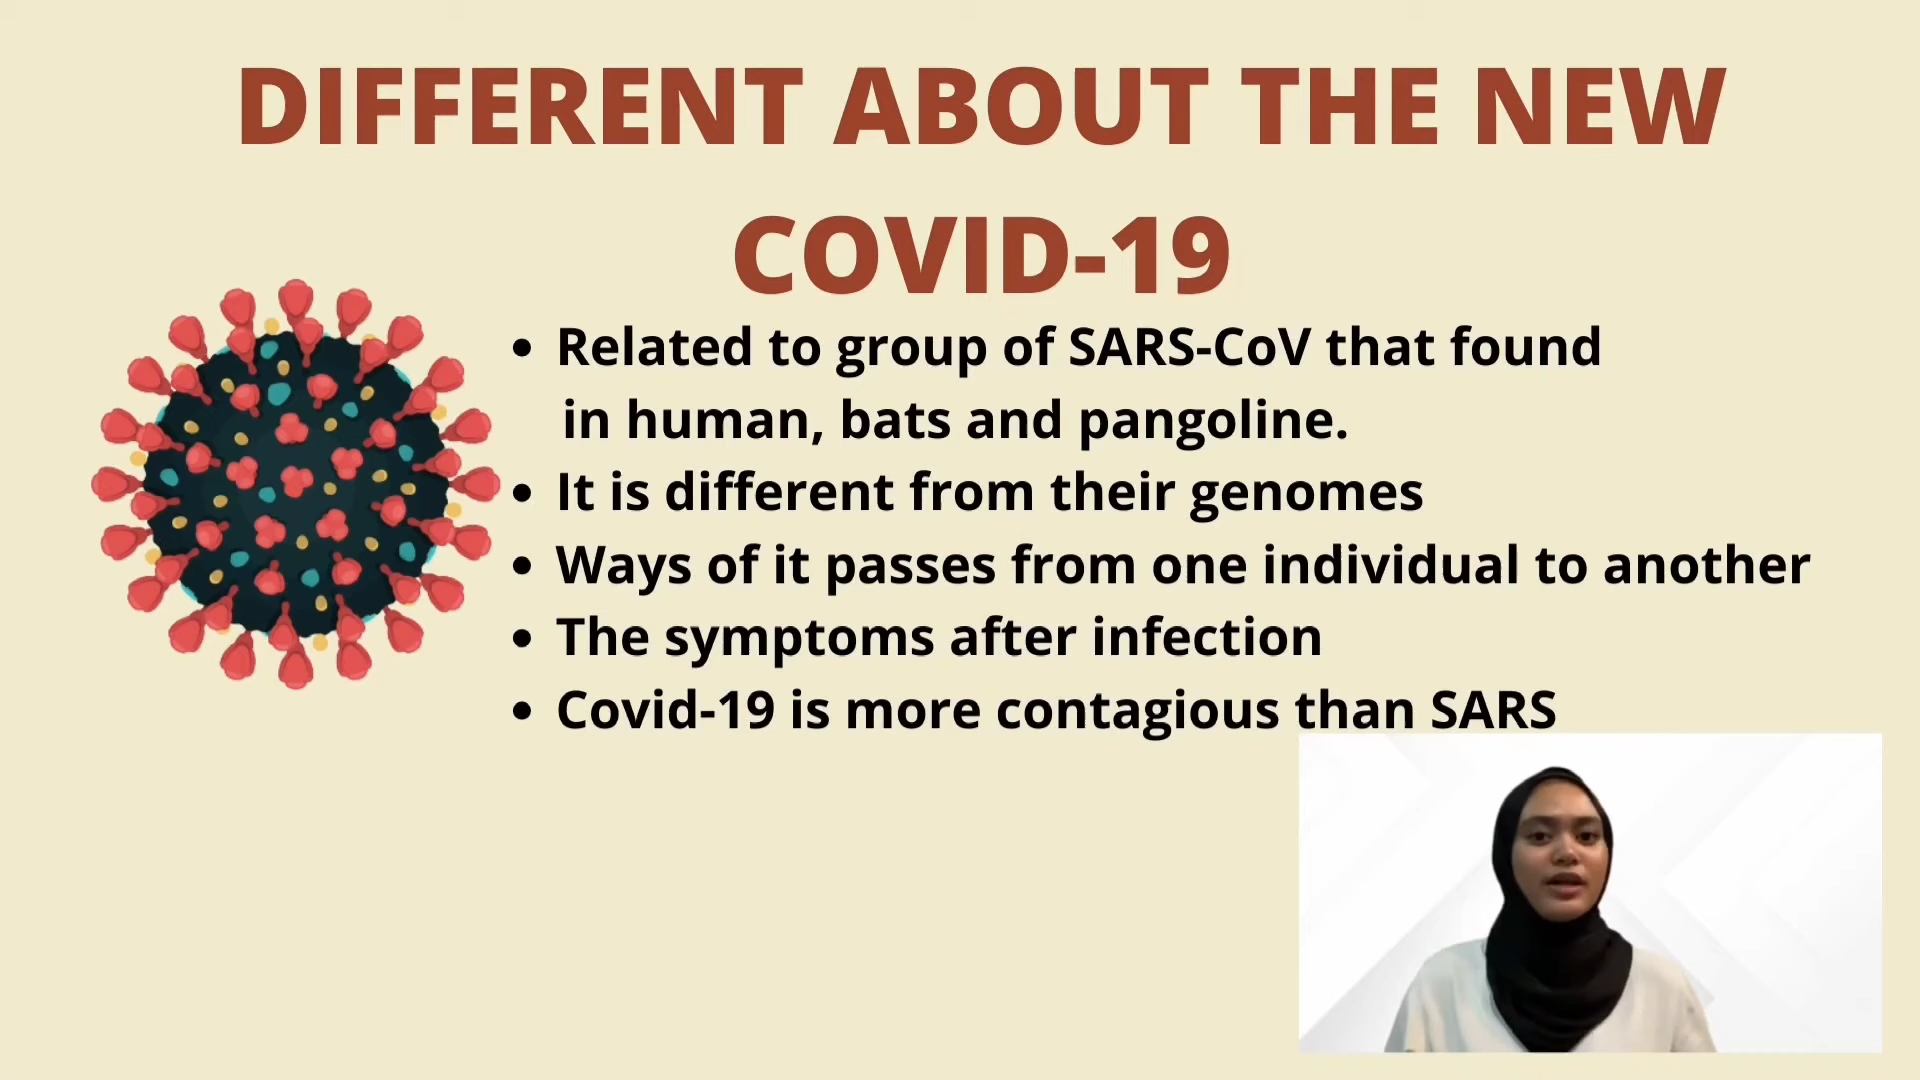 DIFFERENT ABOUT THE NEW
COVID-19
• Related to group of SARS-CoV that found
in human, bats and pangoline.
• It is different from their genomes
• Ways of it passes from one individual to another
• The symptoms after infection
• Covid-19 is more contagious than SARS